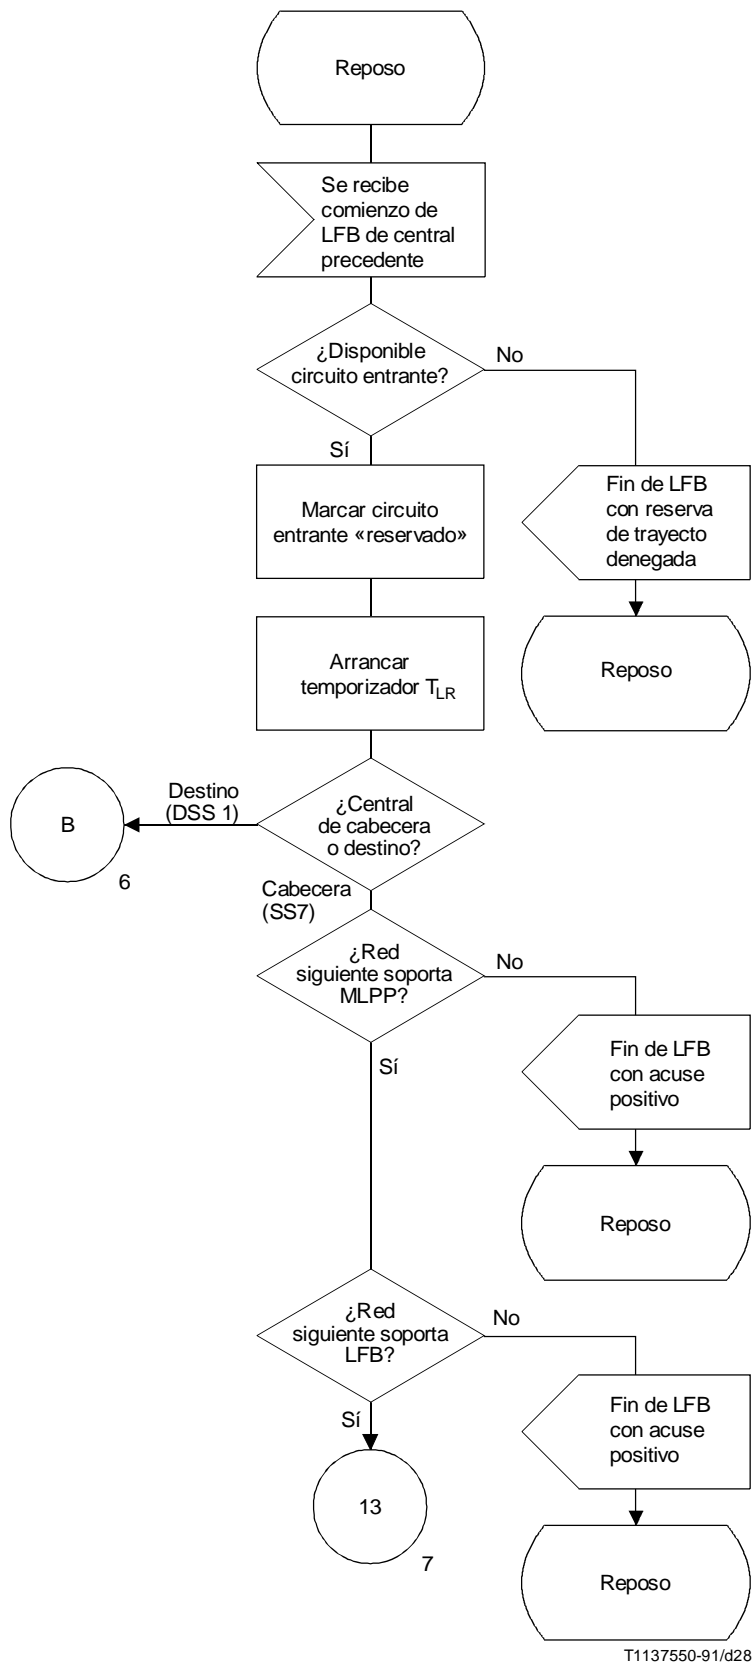 Reposo
Se recibe
comienzo de
LFB de central
precedente
¿Disponible
circuito entrante?
No
Sí
Marcar circuito
entrante «reservado»
Fin de LFB
con reserva
de trayecto
denegada
Arrancar
temporizador TLR
Reposo
Destino
(DSS 1)
¿Central
de cabecera
o destino?
B
6
Cabecera
(SS7)
¿Red
siguiente soporta
MLPP?
No
Sí
Fin de LFB
con acuse
positivo
Reposo
¿Red
siguiente soporta
LFB?
No
Sí
Fin de LFB
con acuse
positivo
13
7
Reposo
T1137550-91/d28